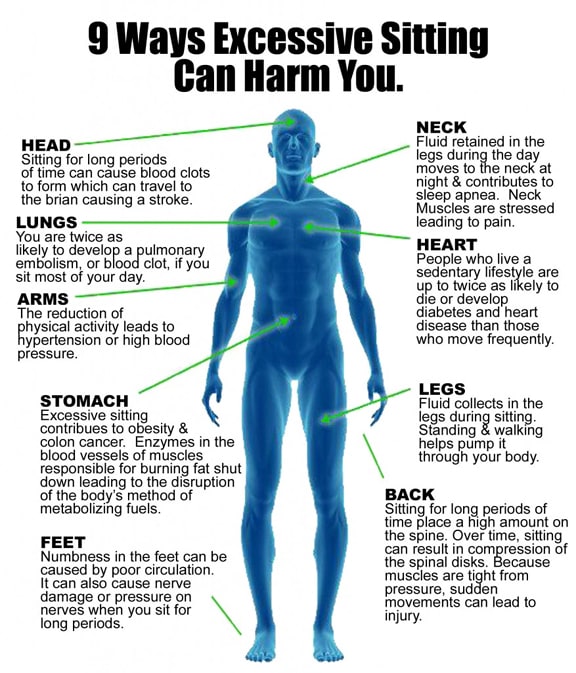 9 Ways Excessive Sitting
Can Harm You.
HEAD
Sitting for long periods
of time can cause blood clots
to form which can travel to
the brian causing a stroke.
LUNGS
You are twice as
likely to develop a pulmonary
embolism, or blood clot, if you
sit most of your day.
ARMS
The reduction of
physical activity leads to
hypertension or high blood
pressure.
STOMACH
Excessive sitting
contribues to obesity &
colon cancer. Enzymes in the
blood vessels of muscles
responsible for burning fat shut
down leading to the disruption
of the body's method of
metabolizing fuels.
FEET
Numbness in the feet can be
caused by poor circulation.
It can also cause nerve
damage or pressure on
nerves when you sit for
long periods.
NECK
Fluid retained in the
legs during the day
moves to the neck at
night & contributes to
sleep apnea. Neck
Muscles are stressed
leading to pain.
HEART
People who live a
sedentary lifestyle are
up to twice as likely to
die or develop
diabetes and heart
disease than those
who move frequently.
LEGS
Fluid collects in the
legs during sitting.
Standing & walking
helps pump it
through your body.
BACK
Sitting for long periods of
time place a high amount on
the spine. Over time, sitting
can result in compression of
the spinal disks. Because
muscles are tight from
pressure, sudden
movements can lead to
injury.